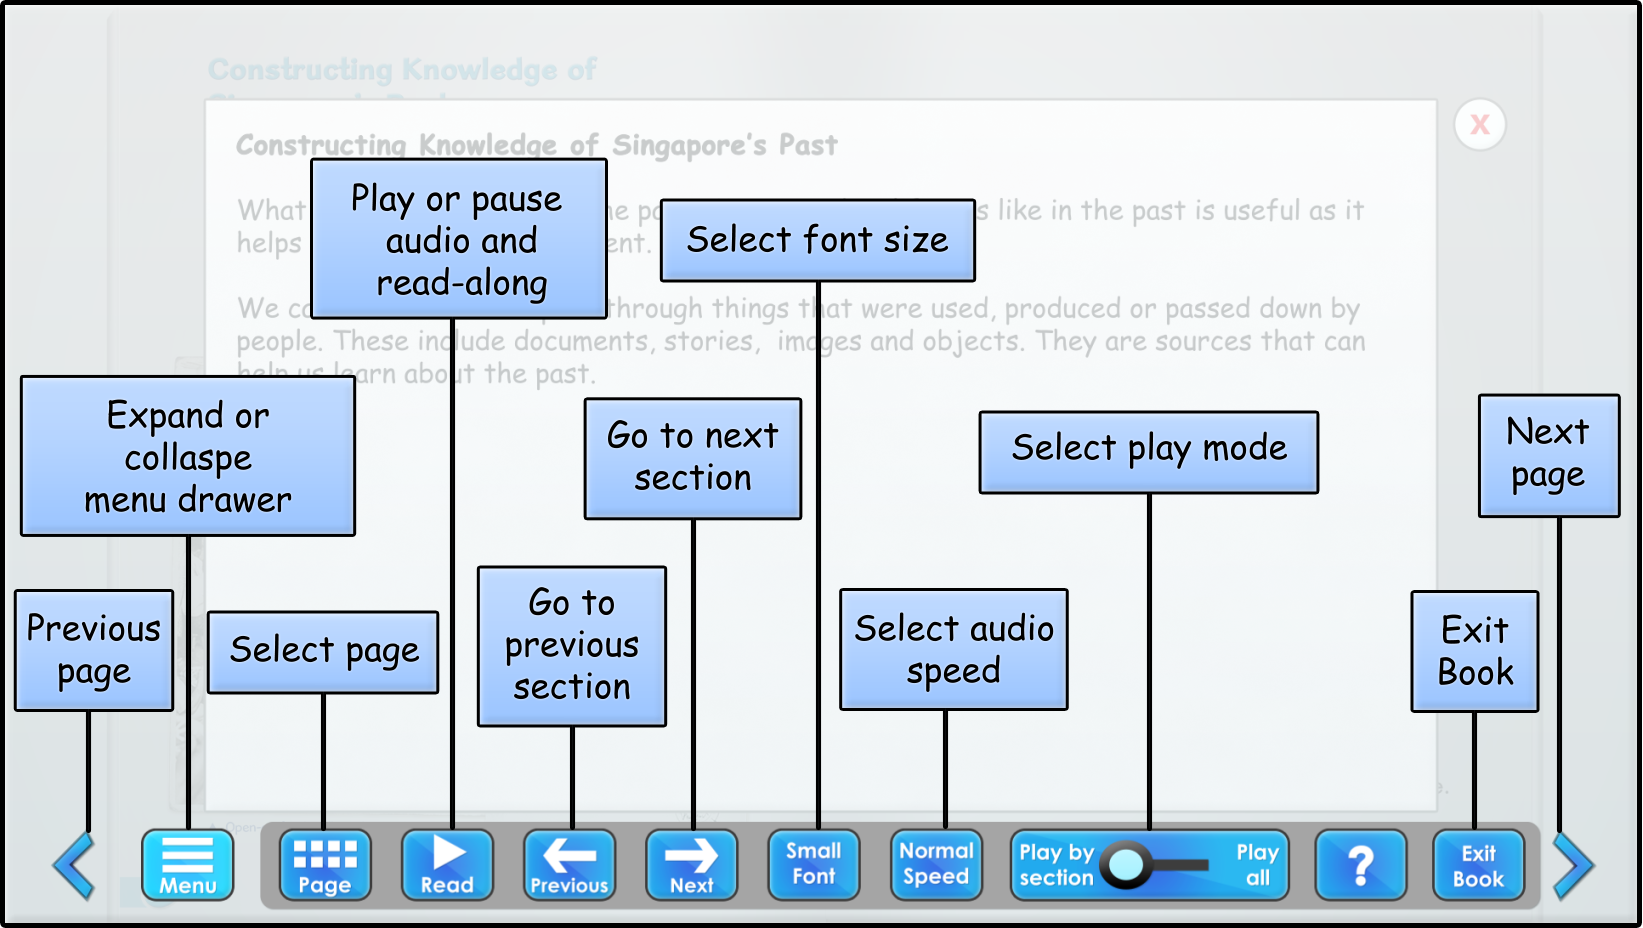 Constructing Knowledge of
Constructing Knowledge of Singapore's Past
X
What
s like in the past is useful as it
helps
ent.
We
through things that were used, produced or passed down by
people. These include documents, stories, images and objects. They are sources that can
help us learn about the past.
Play or pause
audio and
read-along
Select font size
Expand or
collaspe
menu drawer
Go to next
section
Select play mode
Next
page
Previous
page
Select page
Go to
previous
section
Select audio
speed
Exit
Book
Menu
Page
Read
Previous
Next
Small
Font
Normal
Speed
Play by
section
Play
all
?
Exit
Book